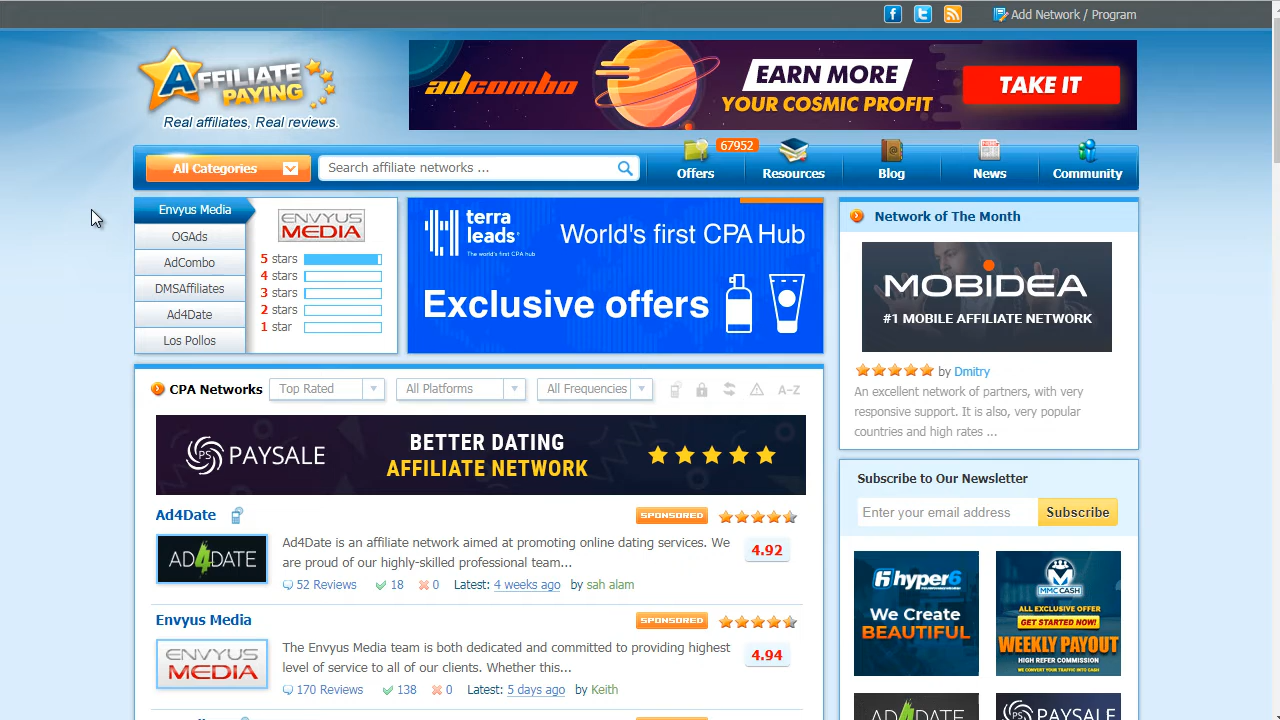 Add Network / Program
AFFILIATE
PAYING
Real affiliates, Real reviews.
adcombo
EARN MORE
YOUR COSMIC PROFIT
TAKE IT
All Categories
Search affiliate networks ...
67952
Offers
Resources
Blog
News
Community
Envyus Media
OGAds
AdCombo
DMSAffiliates
Ad4Date
Los Pollos
ENVYUS
MEDIA
5 stars
4 stars
3 stars
2 stars
1 star
terra
leads.
The world's first CPA hub
World's first CPA Hub
Exclusive offers
Network of The Month
MOBIDEA
#1 MOBILE AFFILIATE NETWORK
by Dmitry
An excellent network of partners, with very
responsive support. It is also, very popular
countries and high rates ...
CPA Networks
Top Rated
All Platforms
All Frequencies
A-Z
PS PAYSALE
BETTER DATING
AFFILIATE NETWORK
Ad4Date
SPONSORED
AD4DATE
Ad4Date is an affiliate network aimed at promoting online dating services. We
are proud of our highly-skilled professional team...
4.92
52 Reviews 18 0 Latest: 4 weeks ago by sah alam
Envyus Media
SPONSORED
ENVYUS
MEDIA
The Envyus Media team is both dedicated and committed to providing highest
level of service to all of our clients. Whether this...
4.94
170 Reviews 138 0 Latest: 5 days ago by Keith
SPONSORED
Subscribe to Our Newsletter
Enter your email address
Subscribe
hyper6
We Create
BEAUTIFUL
MMC CASH
ALL EXCLUSIVE OFFER
GET STARTED NOW!
WEEKLY PAYOUT
HIGH REFER COMMISSION
WE CONVERT YOUR TRAFFIC INTO CASH
AD4DATE
PAYSALE